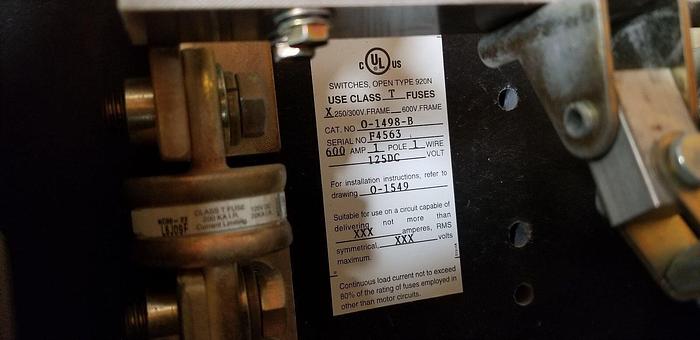 C UL US
SWITCHES, OPEN TYPE 920N
USE CLASS T FUSES
X 250/300V.FRAME 600V.FRAME
CAT. NO O-1498-B
SERIAL NO F4563
600 AMP 1 POLE 1 WIRE
125DC VOLT
For installation instructions, refer to
drawing O-1549
Suitable for use on a circuit capable of
delivering not more than
XXX amperes, RMS
symmetrical, XXX volts
maximum.
Continuous load current not to exceed
80% of the rating of fuses employed in
other than motor circuits.
CLASS T FUSE
200 KA I.R.
Current Limiting